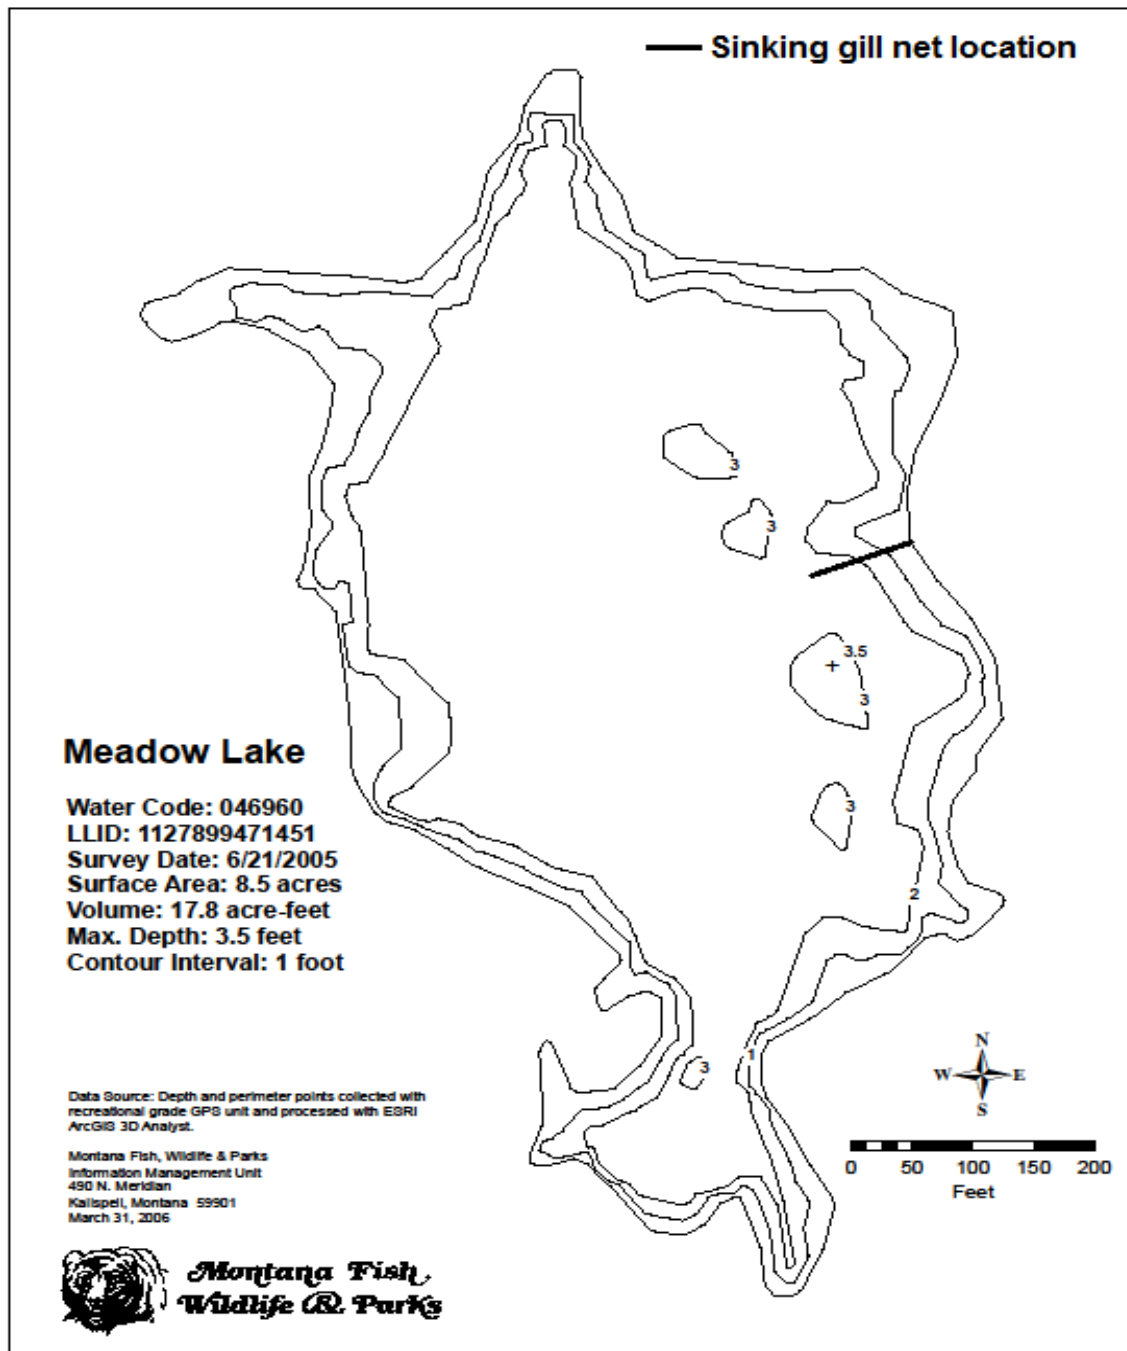 Sinking gill net location
3
3
3.5
3
3
2
3
1
Meadow Lake
Water Code: 046960
LLID: 1127899471451
Survey Date: 6/21/2005
Surface Area: 8.5 acres
Volume: 17.8 acre-feet
Max. Depth: 3.5 feet
Contour Interval: 1 foot
N
W E
S
0 50 100 150 200
Feet
Data Source: Depth and perimeter points collected with
recreational grade GPS unit and processed with ESRI
ArcGIS 3D Analyst.
Montana Fish, Wildlife & Parks
Information Management Unit
490 N. Meridian
Kalispell, Montana 59901
March 31, 2006
Montana Fish,
Wildlife & Parks